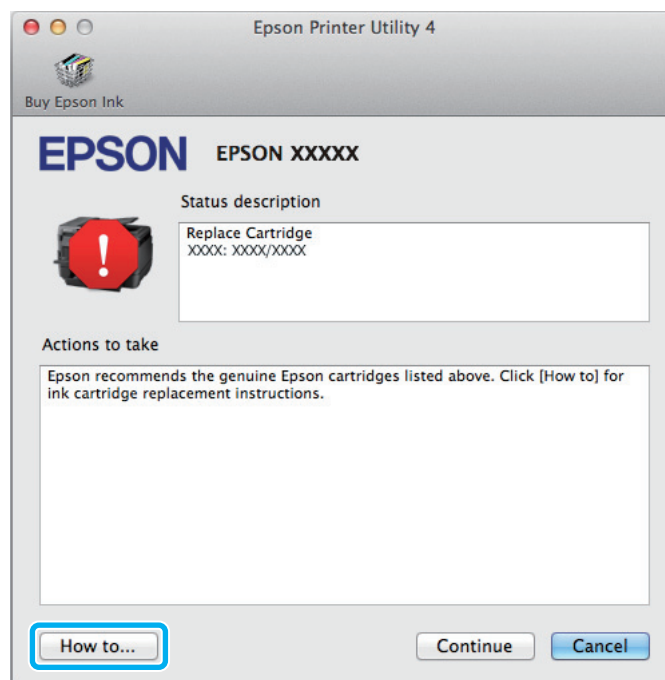 Epson Printer Utility 4
Buy Epson Ink
EPSON EPSON XXXXX
Status description
Replace Cartridge
XXXX: XXXX/XXXX
Actions to take
Epson recommends the genuine Epson cartridges listed above. Click [How to] for
ink cartridge replacement instructions.
How to... Continue Cancel